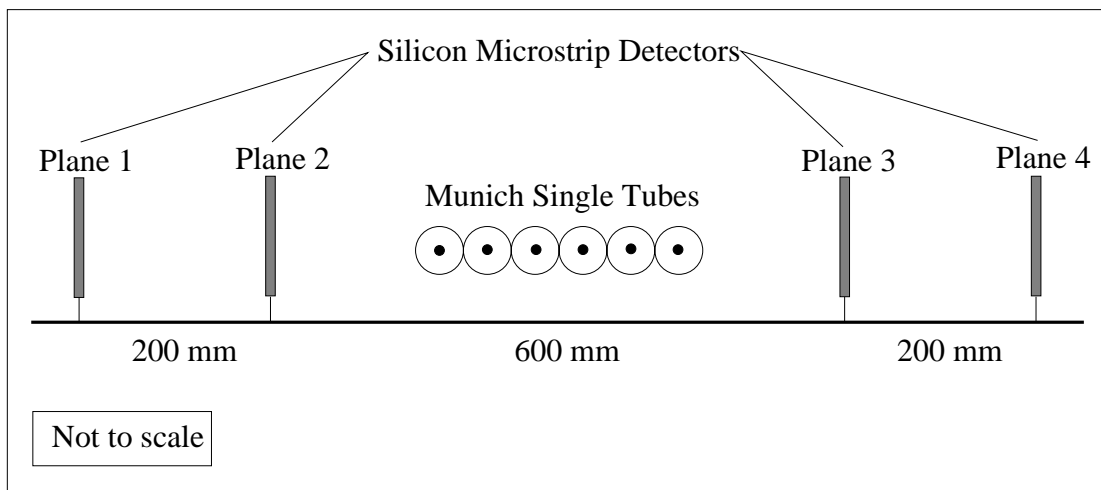 Silicon Microstrip Detectors
Plane 1
Plane 2
Plane 3
Plane 4
Munich Single Tubes
200 mm
600 mm
200 mm
Not to scale